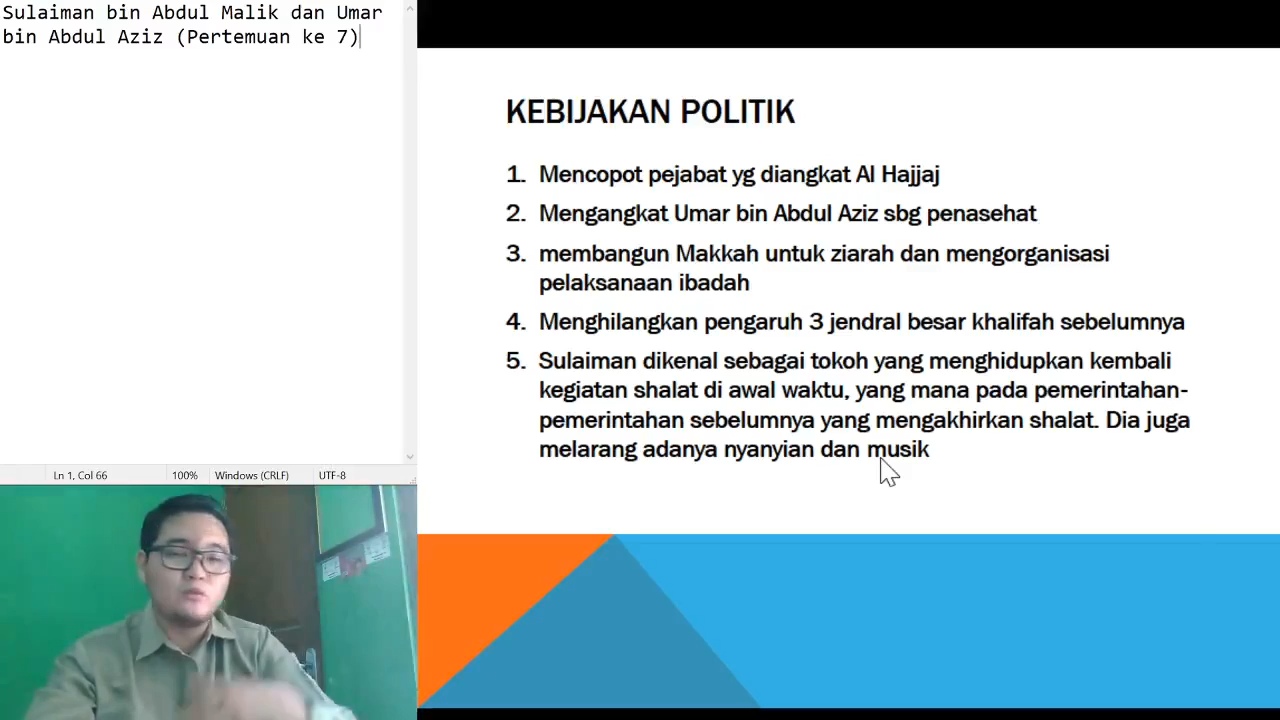 Sulaiman bin Abdul Malik dan Umar
bin Abdul Aziz (Pertemuan ke 7)
KEBIJAKAN POLITIK
1. Mencopot pejabat yg diangkat Al Hajjaj
2. Mengangkat Umar bin Abdul Aziz sbg penasehat
3. membangun Makkah untuk ziarah dan mengorganisasi
pelaksanaan ibadah
4. Menghilangkan pengaruh 3 jendral besar khalifah sebelumnya
5. Sulaiman dikenal sebagai tokoh yang menghidupkan kembali
kegiatan shalat di awal waktu, yang mana pada pemerintahan-
pemerintahan sebelumnya yang mengakhirkan shalat. Dia juga
melarang adanya nyanyian dan musik
Ln 1, Col 66 100% Windows (CRLF) UTF-8